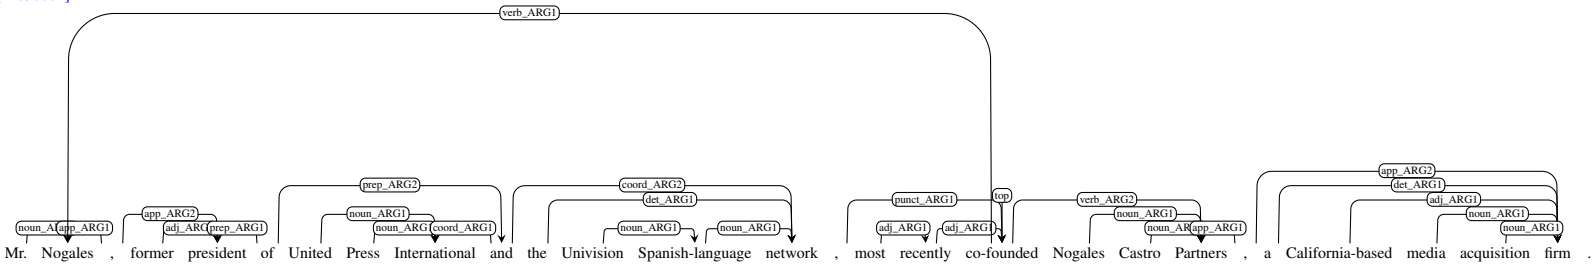 verb_ARG1
app_ARG2
prep_ARG2 coord_ARG2 det_ARG1
app_ARG2 noun_ARG1 det_ARG1 punct_ARG1 top verb_ARG2 adj_ARG1
app_ARG1 prep_ARG1 coord_ARG1 noun_ARG1 noun_ARG1 adj_ARG1 adj_ARG1 noun_ARG1 app_ARG1 noun_ARG1 noun_ARG1
Mr. Nogales , former president of United Press International and the Univision Spanish-language network , most recently co-founded Nogales Castro Partners , a California-based media acquisition firm .